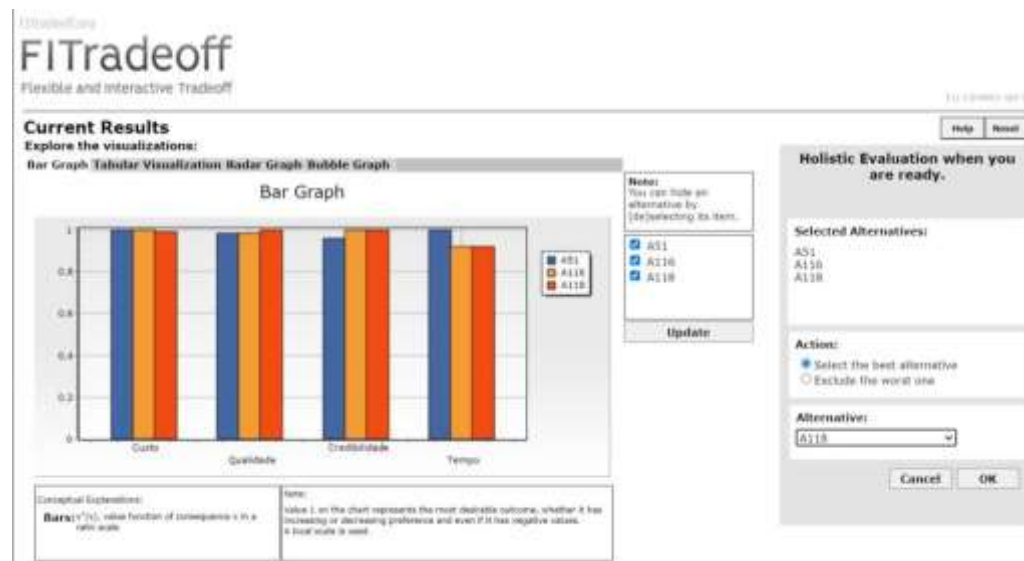 FITradeoff
Flexible and Interactive Tradeoff
Current Results
Help
Reset
Explore the visualizations:
Bar Graph Tabular Visualization Radar Graph Bubble Graph
Bar Graph
1
0.8
0.6
0.4
0.2
0
Custo
Qualidade
Credibilidade
Tempo
A51
A116
A118
Note:
You can hide an
alternative by
[de]selecting its item.
A51
A116
A118
Update
Holistic Evaluation when you
are ready.
Selected Alternatives:
A51
A116
A118
Action:
Select the best alternative
Exclude the worst one
Alternative:
A118
Cancel
OK
Conceptual Explanations:
Bars: value function of consequence x in a
ratio scale
Note:
Value 1 on the chart represents the most desirable outcome, whether it has
increasing or decreasing preference and even if it has negative values.
A local scale is used.